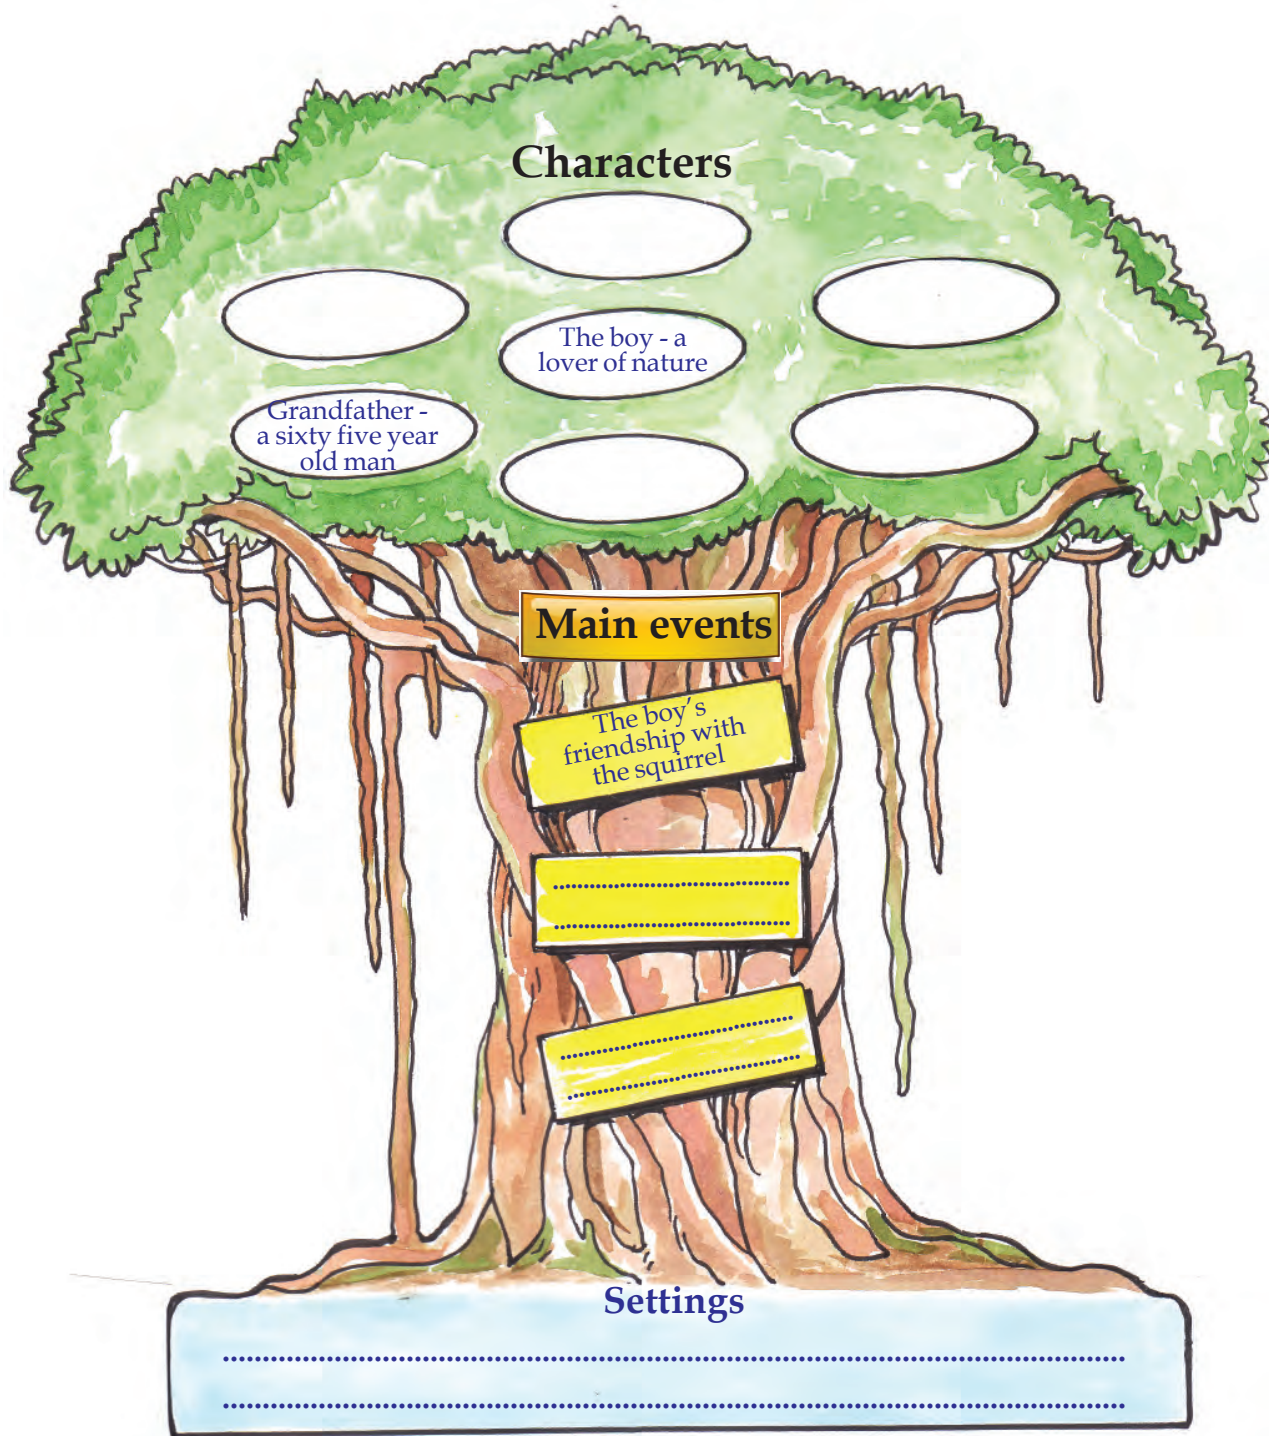 Characters
The boy - a
lover of nature
Grandfather -
a sixty five year
old man
Main events
The boy's
friendship with
the squirrel
Settings